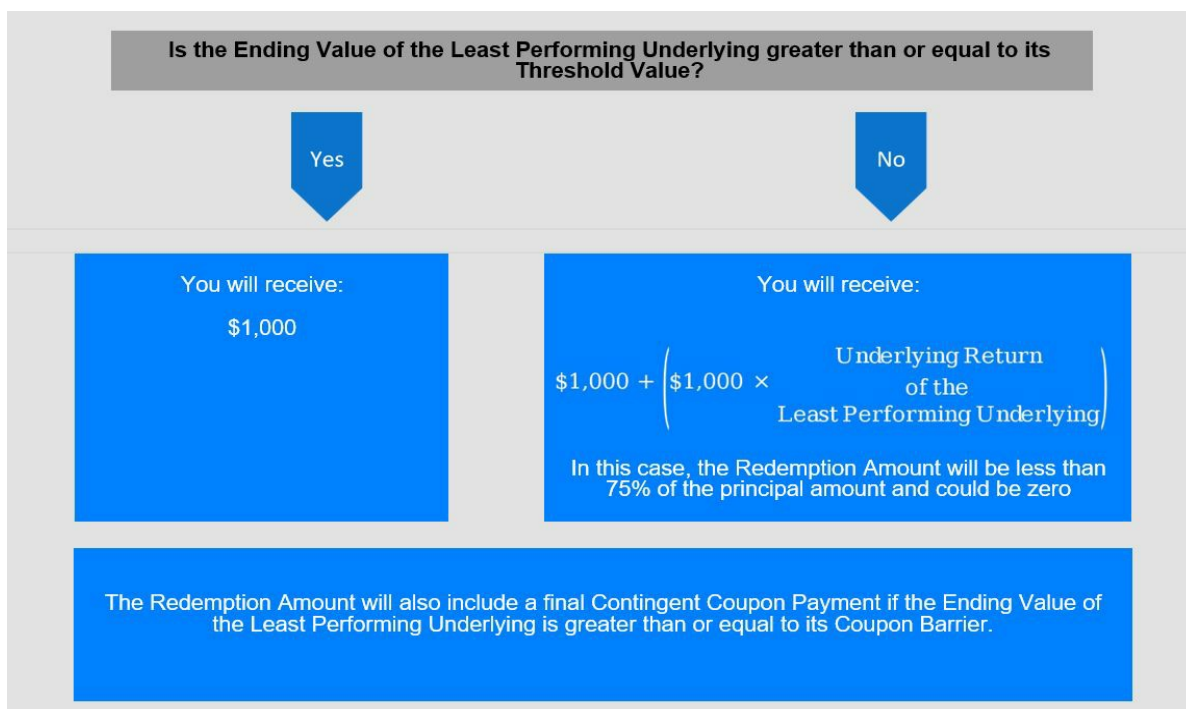 Is the Ending Value of the Least Performing Underlying greater than or equal to its
Threshold Value?
Yes
No
You will receive:
$1,000
You will receive:
$1,000 + ($1,000 × Underlying Return
of the
Least Performing Underlying)
In this case, the Redemption Amount will be less than
75% of the principal amount and could be zero
The Redemption Amount will also include a final Contingent Coupon Payment if the Ending Value of
the Least Performing Underlying is greater than or equal to its Coupon Barrier.